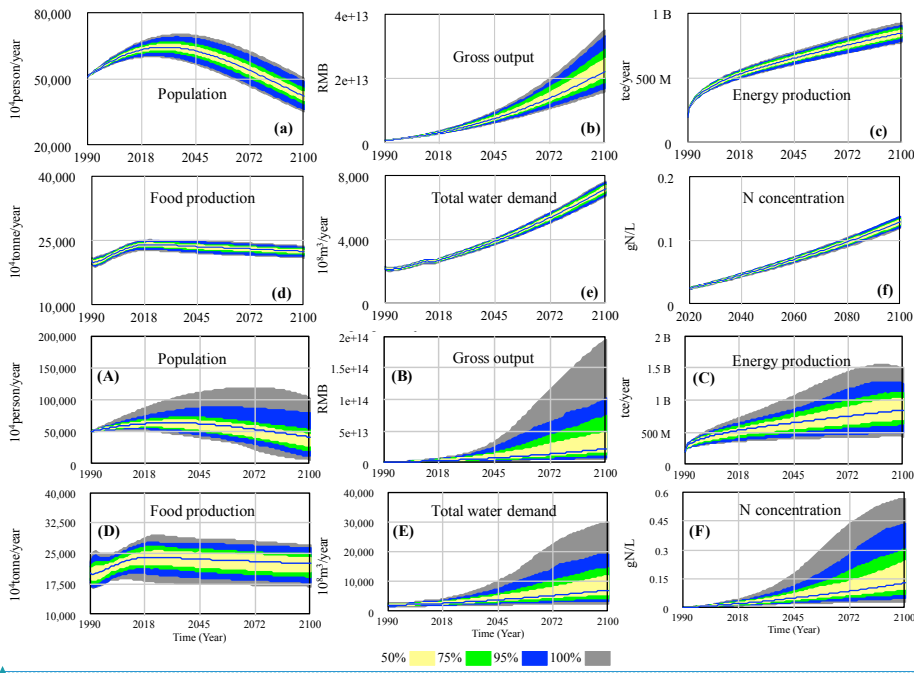 80,000
50,000
20,000
10⁴person/year
Population
(a)
1990 2018 2045 2072 2100
4e+13
2e+13
0
RMB
Gross output
(b)
1990 2018 2045 2072 2100
1 B
500 M
0
tce/year
Energy production
(c)
1990 2018 2045 2072 2100
40,000
25,000
10,000
10⁴tonne/year
Food production
(d)
1990 2018 2045 2072 2100
8,000
4,000
0
10⁸m³/year
Total water demand
(e)
1990 2018 2045 2072 2100
0.2
0.1
0
gN/L
N concentration
(f)
2020 2040 2060 2080 2100
200,000
150,000
100,000
50,000
0
10⁴person/year
Population
(A)
1990 2018 2045 2072 2100
2e+14
1.5e+14
1e+14
5e+13
0
RMB
Gross output
(B)
1990 2018 2045 2072 2100
2 B
1.5 B
1 B
500 M
0
tce/year
Energy production
(C)
1990 2018 2045 2072 2100
40,000
32,500
25,000
17,500
10,000
10⁴tonne/year
Food production
(D)
1990 2018 2045 2072 2100
Time (Year)
40,000
30,000
20,000
10,000
0
10⁸m³/year
Total water demand
(E)
1990 2018 2045 2072 2100
Time (Year)
0.6
0.45
0.3
0.15
0
gN/L
N concentration
(F)
1990 2018 2045 2072 2100
Time (Year)
50% 75% 95% 100%